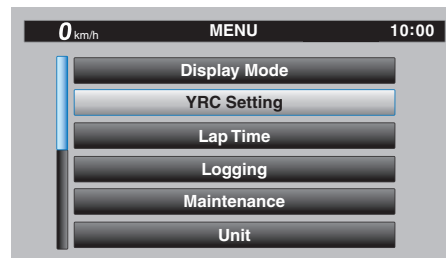 0 km/h MENU 10:00
Display Mode
YRC Setting
Lap Time
Logging
Maintenance
Unit